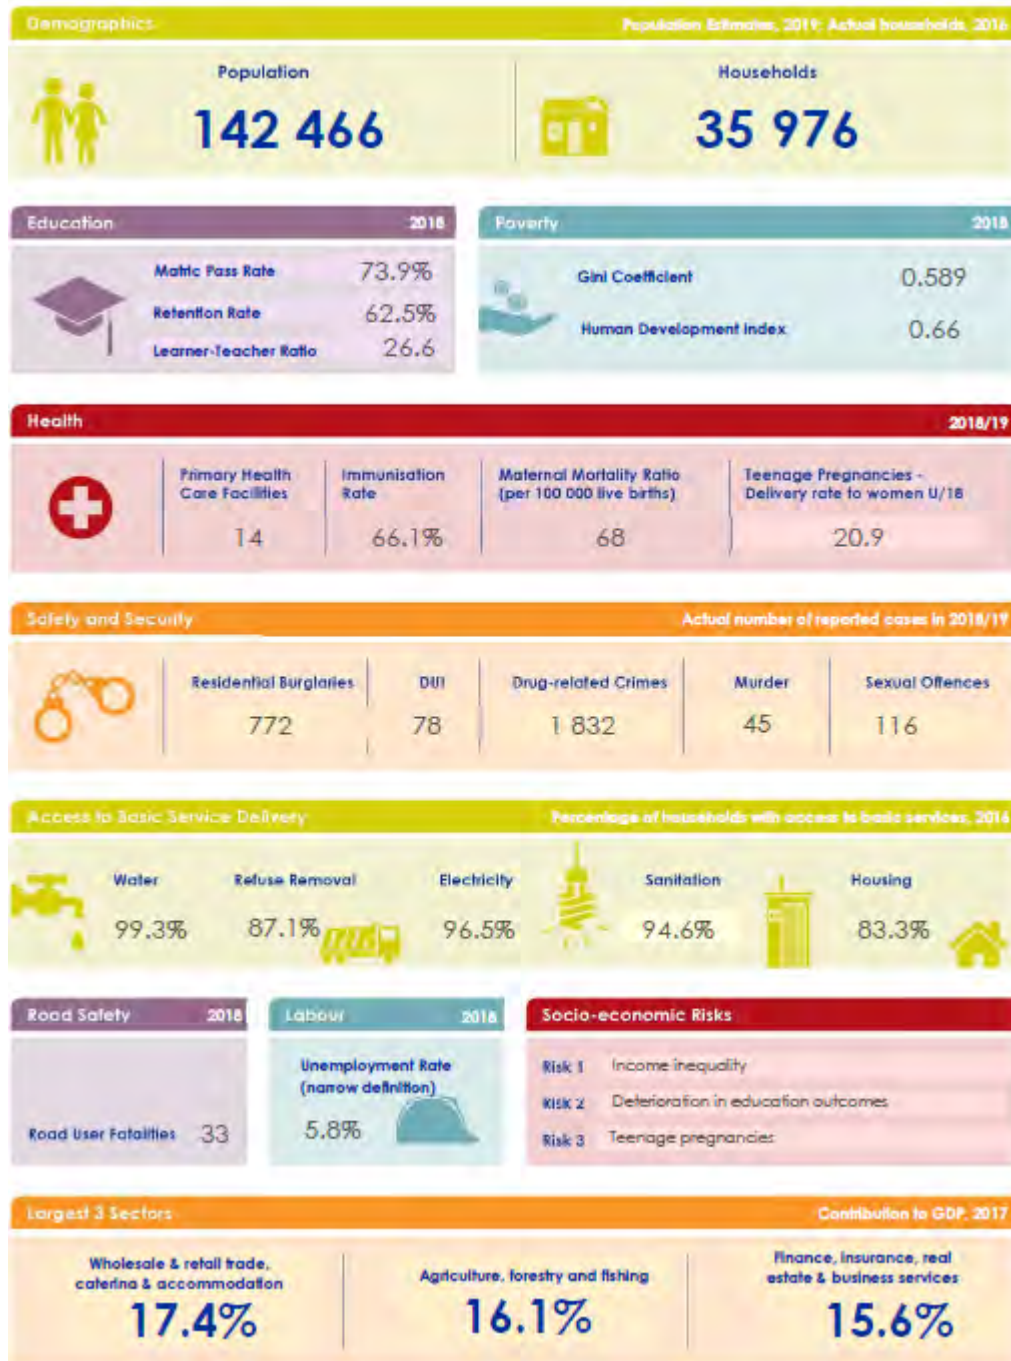 Demographics Population Estimates, 2019; Actual households, 2016
Population Households
142 466 35 976
Education 2018
Matric Pass Rate 73.9%
Retention Rate 62.5%
Learner-Teacher Ratio 26.6
Poverty 2018
Gini Coefficient 0.589
Human Development Index 0.66
Health 2018/19
Primary Health
Care Facilities
14
Immunisation
Rate
66.1%
Maternal Mortality Ratio
(per 100 000 live births)
68
Teenage Pregnancies -
Delivery rate to women U/18
20.9
Safety and Security Actual number of reported cases in 2018/19
Residential Burglaries DUI Drug-related Crimes Murder Sexual Offences
772 78 1 832 45 116
Access to Basic Service Delivery Percentage of households with access to basic services, 2016
Water Refuse Removal Electricity Sanitation Housing
99.3% 87.1% 96.5% 94.6% 83.3%
Road Safety 2018
Road User Fatalities 33
Labour 2018
Unemployment Rate
(narrow definition)
5.8%
Socio-economic Risks
Risk 1 Income inequality
Risk 2 Deterioration in education outcomes
Risk 3 Teenage pregnancies
Largest 3 Sectors Contribution to GDP, 2017
Wholesale & retail trade,
catering & accommodation
17.4%
Agriculture, forestry and fishing
16.1%
Finance, insurance, real
estate & business services
15.6%